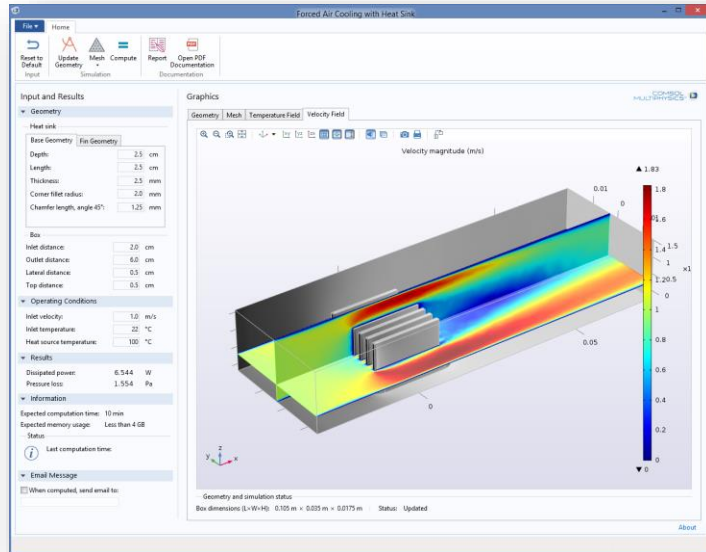 Forced Air Cooling with Heat Sink
File ▾ Home
Reset to Default
Update Geometry
Mesh
Compute
Report
Open PDF Documentation
Input
Simulation
Documentation
Input and Results
Geometry
Heat sink
Base Geometry Fin Geometry
Depth: 2.5 cm
Length: 2.5 cm
Thickness: 2.5 mm
Corner fillet radius: 2.0 mm
Chamfer length, angle 45°: 1.25 mm
Box
Inlet distance: 2.0 cm
Outlet distance: 6.0 cm
Lateral distance: 0.5 cm
Top distance: 0.5 cm
Operating Conditions
Inlet velocity: 1.0 m/s
Inlet temperature: 22 °C
Heat source temperature: 100 °C
Results
Dissipated power: 6.544 W
Pressure loss: 1.554 Pa
Information
Expected computation time: 10 min
Expected memory usage: Less than 4 GB
Status
Last computation time:
Email Message
When computed, send email to:
Graphics
COMSOL
MULTIPHYSICS
Geometry Mesh Temperature Field Velocity Field
Velocity magnitude (m/s)
▲ 1.83
1.8
1.6
1.4
1.2
1
0.8
0.6
0.4
0.2
0
▼ 0
0.01
0
1.5
1
0.5
0
×1
0.05
0
z
y
x
Geometry and simulation status
Box dimensions (L×W×H): 0.105 m × 0.035 m × 0.0175 m Status: Updated
About